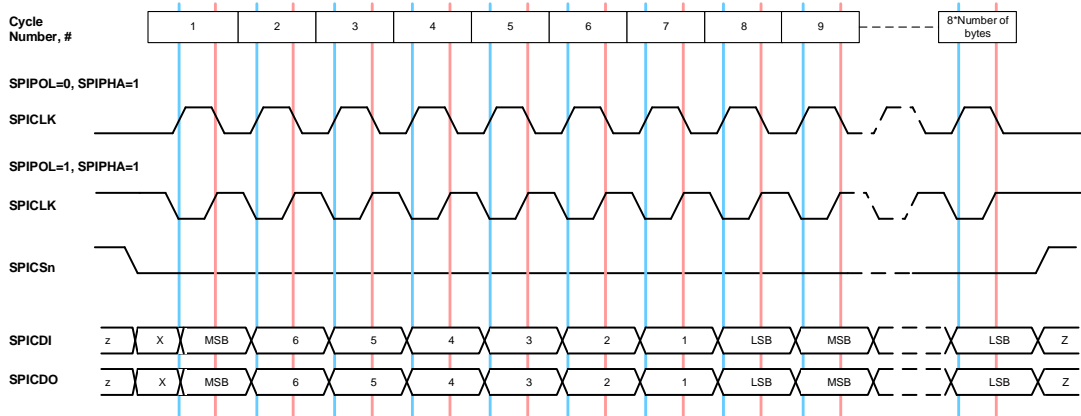 Cycle
Number, #
1 2 3 4 5 6 7 8 9
8*Number of
bytes
SPIPOL=0, SPIPHA=1
SPICLK
SPIPOL=1, SPIPHA=1
SPICLK
SPICSn
SPICDI z X MSB 6 5 4 3 2 1 LSB MSB LSB Z
SPICDO z X MSB 6 5 4 3 2 1 LSB MSB LSB Z